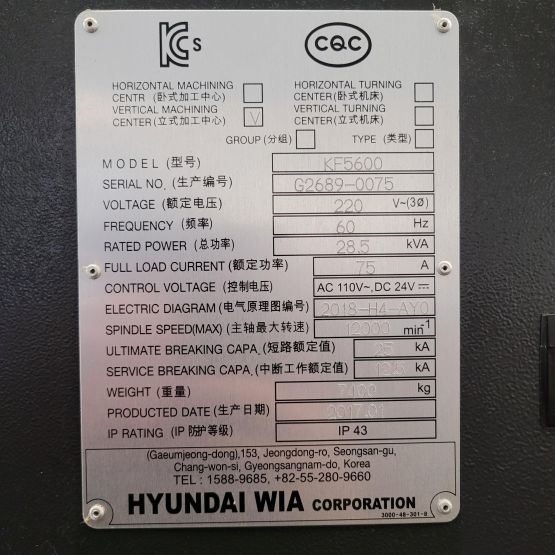 KCs
CQC
HORIZONTAL MACHINING
CENTR (卧式加工中心)
HORIZONTAL TURNING
CENTER(卧式机床)
VERTICAL MACHINING
CENTER(立式加工中心) V
VERTICAL TURNING
CENTER(立式机床)
GROUP(分组)
TYPE (类型)
MODEL (型号) KF5600
SERIAL NO. (生产编号) G2689-0075
VOLTAGE (额定电压) 220 V~(3Ø)
FREQUENCY (频率) 60 Hz
RATED POWER (总功率) 28.5 kVA
FULL LOAD CURRENT(额定功率) 75 A
CONTROL VOLTAGE (控制电压) AC 110V~, DC 24V⎓
ELECTRIC DIAGRAM (电气原理图编号) 2018-H4-AY0
SPINDLE SPEED(MAX) (主轴最大转速) 12000 min-1
ULTIMATE BREAKING CAPA. (短路额定值) 25 kA
SERVICE BREAKING CAPA. (中断工作额定值) kA
WEIGHT (重量) kg
PRODUCTED DATE (生产日期)
IP RATING (IP 防护等级) IP 43
(Gaeumjeong-dong),153, Jeongdong-ro, Seongsan-gu,
Chang-won-si, Gyeongsangnam-do, Korea
TEL : 1588-9685, +82-55-280-9660
HYUNDAI WIA CORPORATION
3000-48-301-8